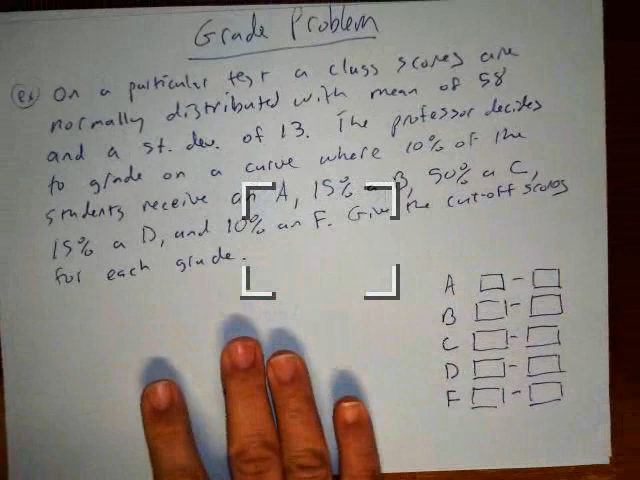 Grade Problem
ex On a particular test a class scores are
normally distributed with mean of 58
and a st. dev. of 13. The professor decides
to grade on a curve where 10% of the
students receive an A, 15% a B, 50% a C,
15% a D, and 10% an F. Give the cut-off scores
for each grade.
A -
B -
C -
D -
F -